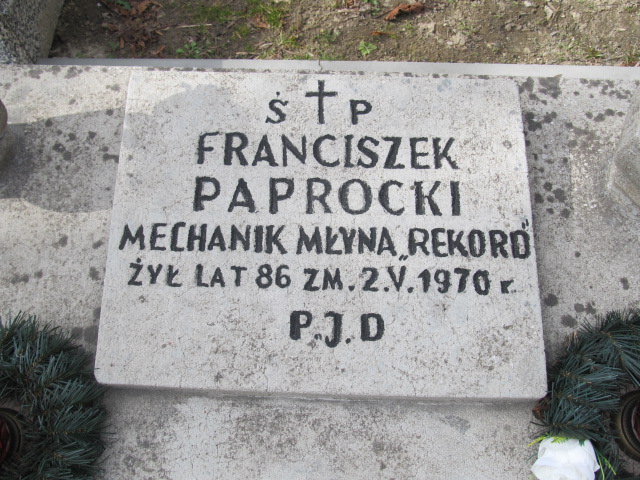 Ś † P
FRANCISZEK
PAPROCKI
MECHANIK MŁYNA „REKORD"
ŻYŁ LAT 86 ZM. 2.V.1970 r.
P.J.D